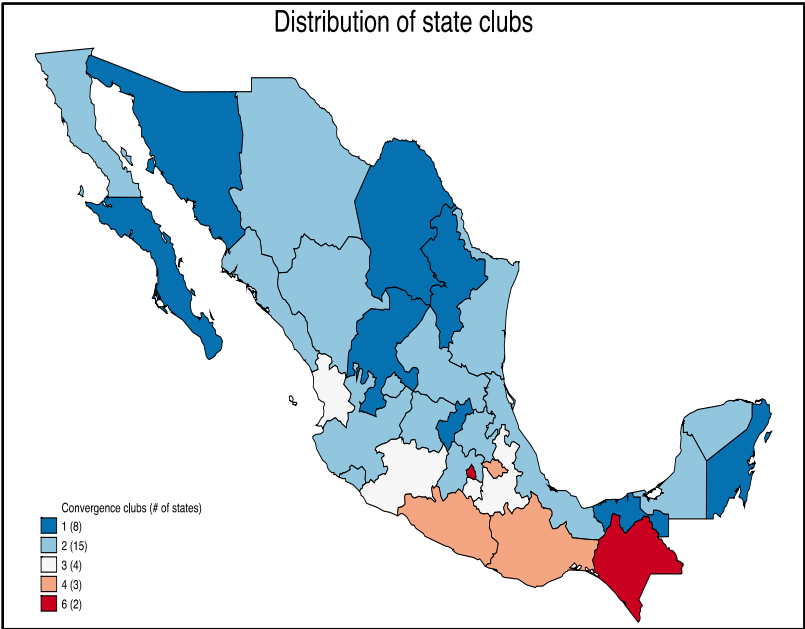 Distribution of state clubs
Convergence clubs (# of states)
1 (8)
2 (15)
3 (4)
4 (3)
6 (2)